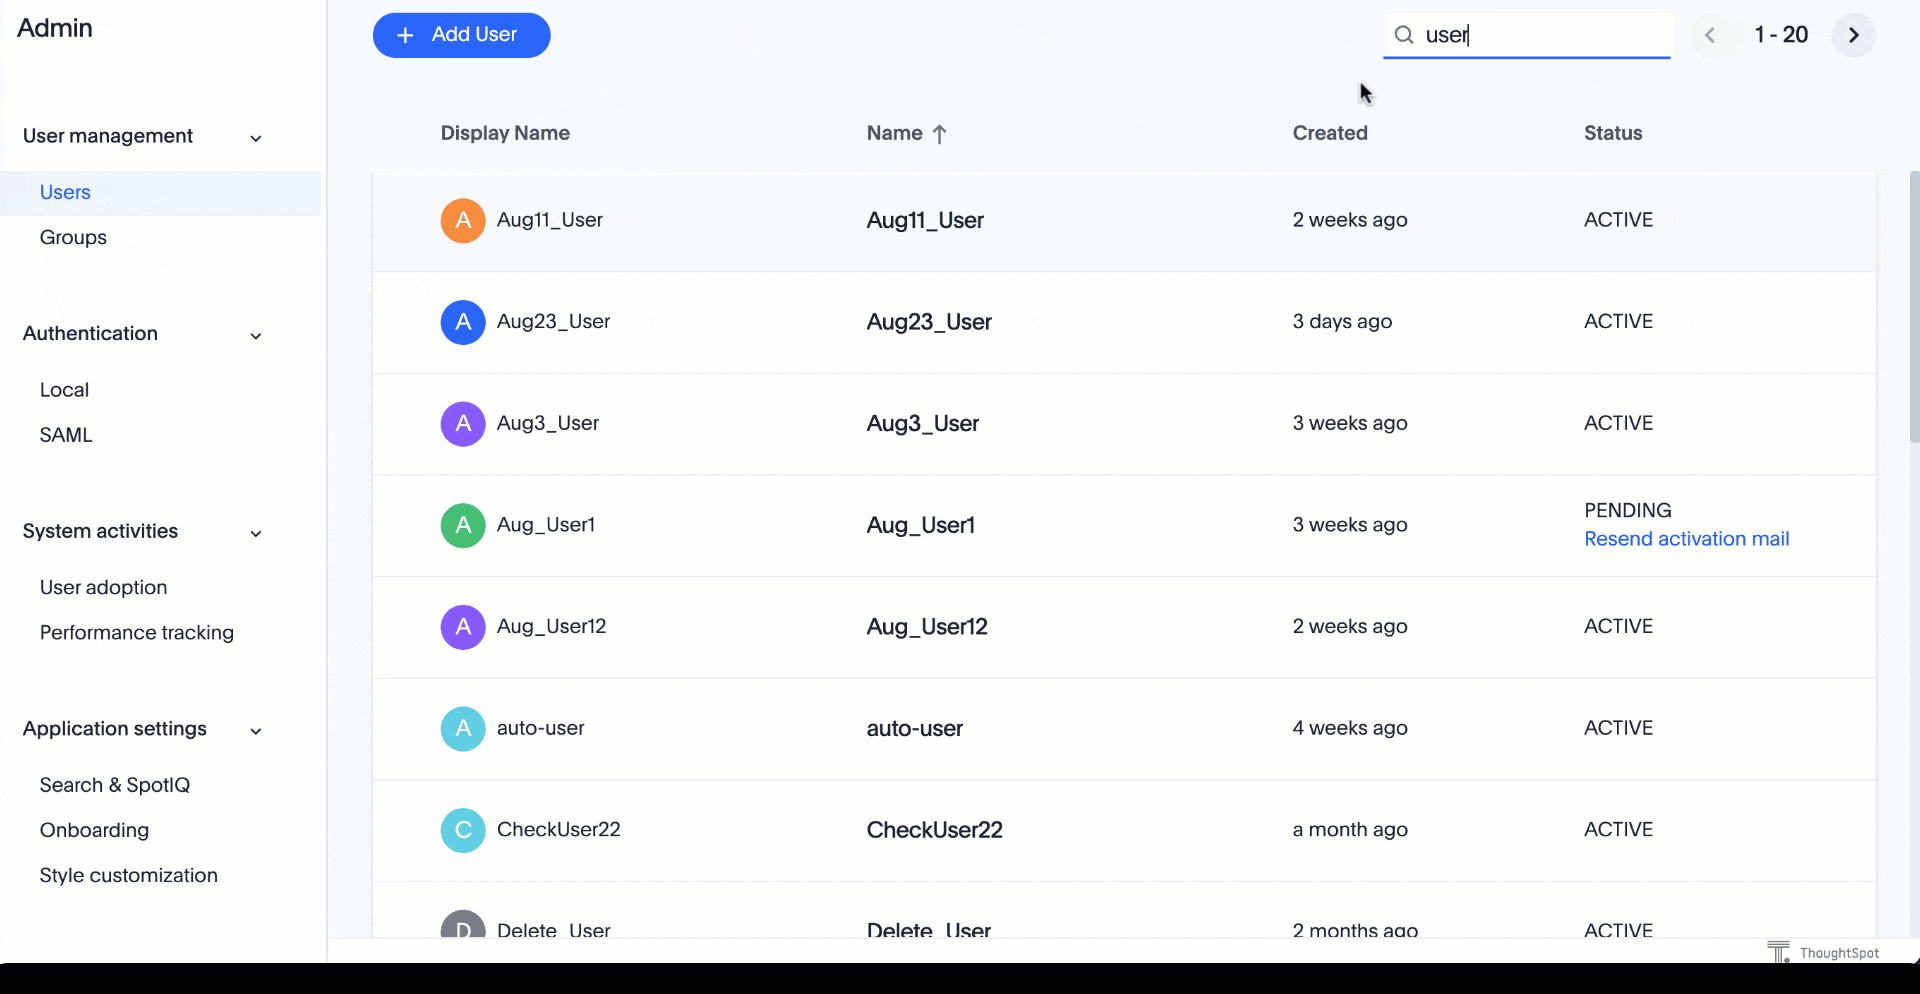 Admin
Add User
user
1 - 20
User management
Users
Groups
Authentication
Local
SAML
System activities
User adoption
Performance tracking
Application settings
Search & SpotIQ
Onboarding
Style customization
Display Name Name Created Status
A Aug11_User Aug11_User 2 weeks ago ACTIVE
A Aug23_User Aug23_User 3 days ago ACTIVE
A Aug3_User Aug3_User 3 weeks ago ACTIVE
A Aug_User1 Aug_User1 3 weeks ago PENDING
Resend activation mail
A Aug_User12 Aug_User12 2 weeks ago ACTIVE
A auto-user auto-user 4 weeks ago ACTIVE
C CheckUser22 CheckUser22 a month ago ACTIVE
D Delete_User Delete_User 2 months ago ACTIVE
ThoughtSpot